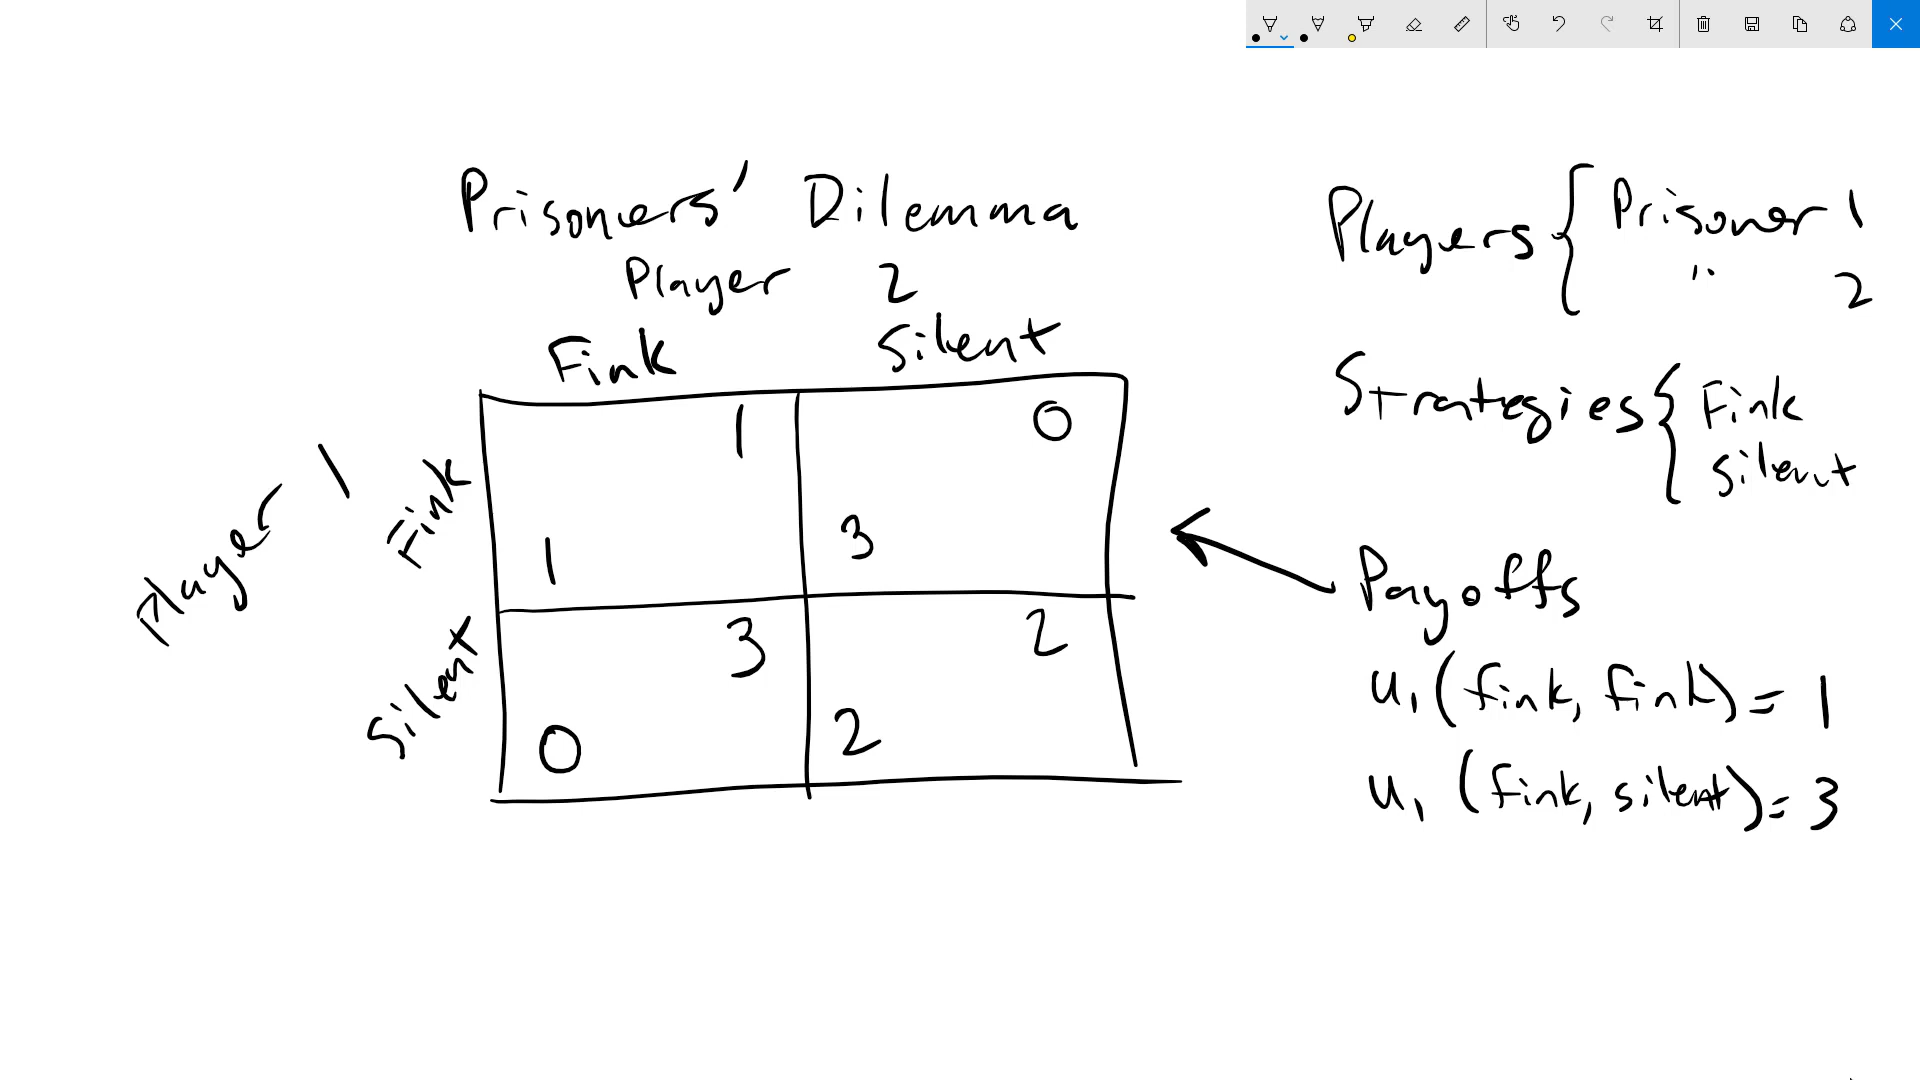 Prisoners' Dilemma
Player 2
Fink Silent
Player 1
Fink
1 0
1 3
Silent
3 2
0 2
Players { Prisoner 1
" 2
Strategies { Fink
Silent
Payoffs
u₁(fink, fink) = 1
u₁(fink, silent) = 3